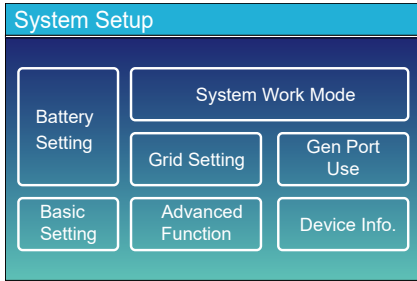 System Setup
Battery
Setting
System Work Mode
Grid Setting
Gen Port
Use
Basic
Setting
Advanced
Function
Device Info.